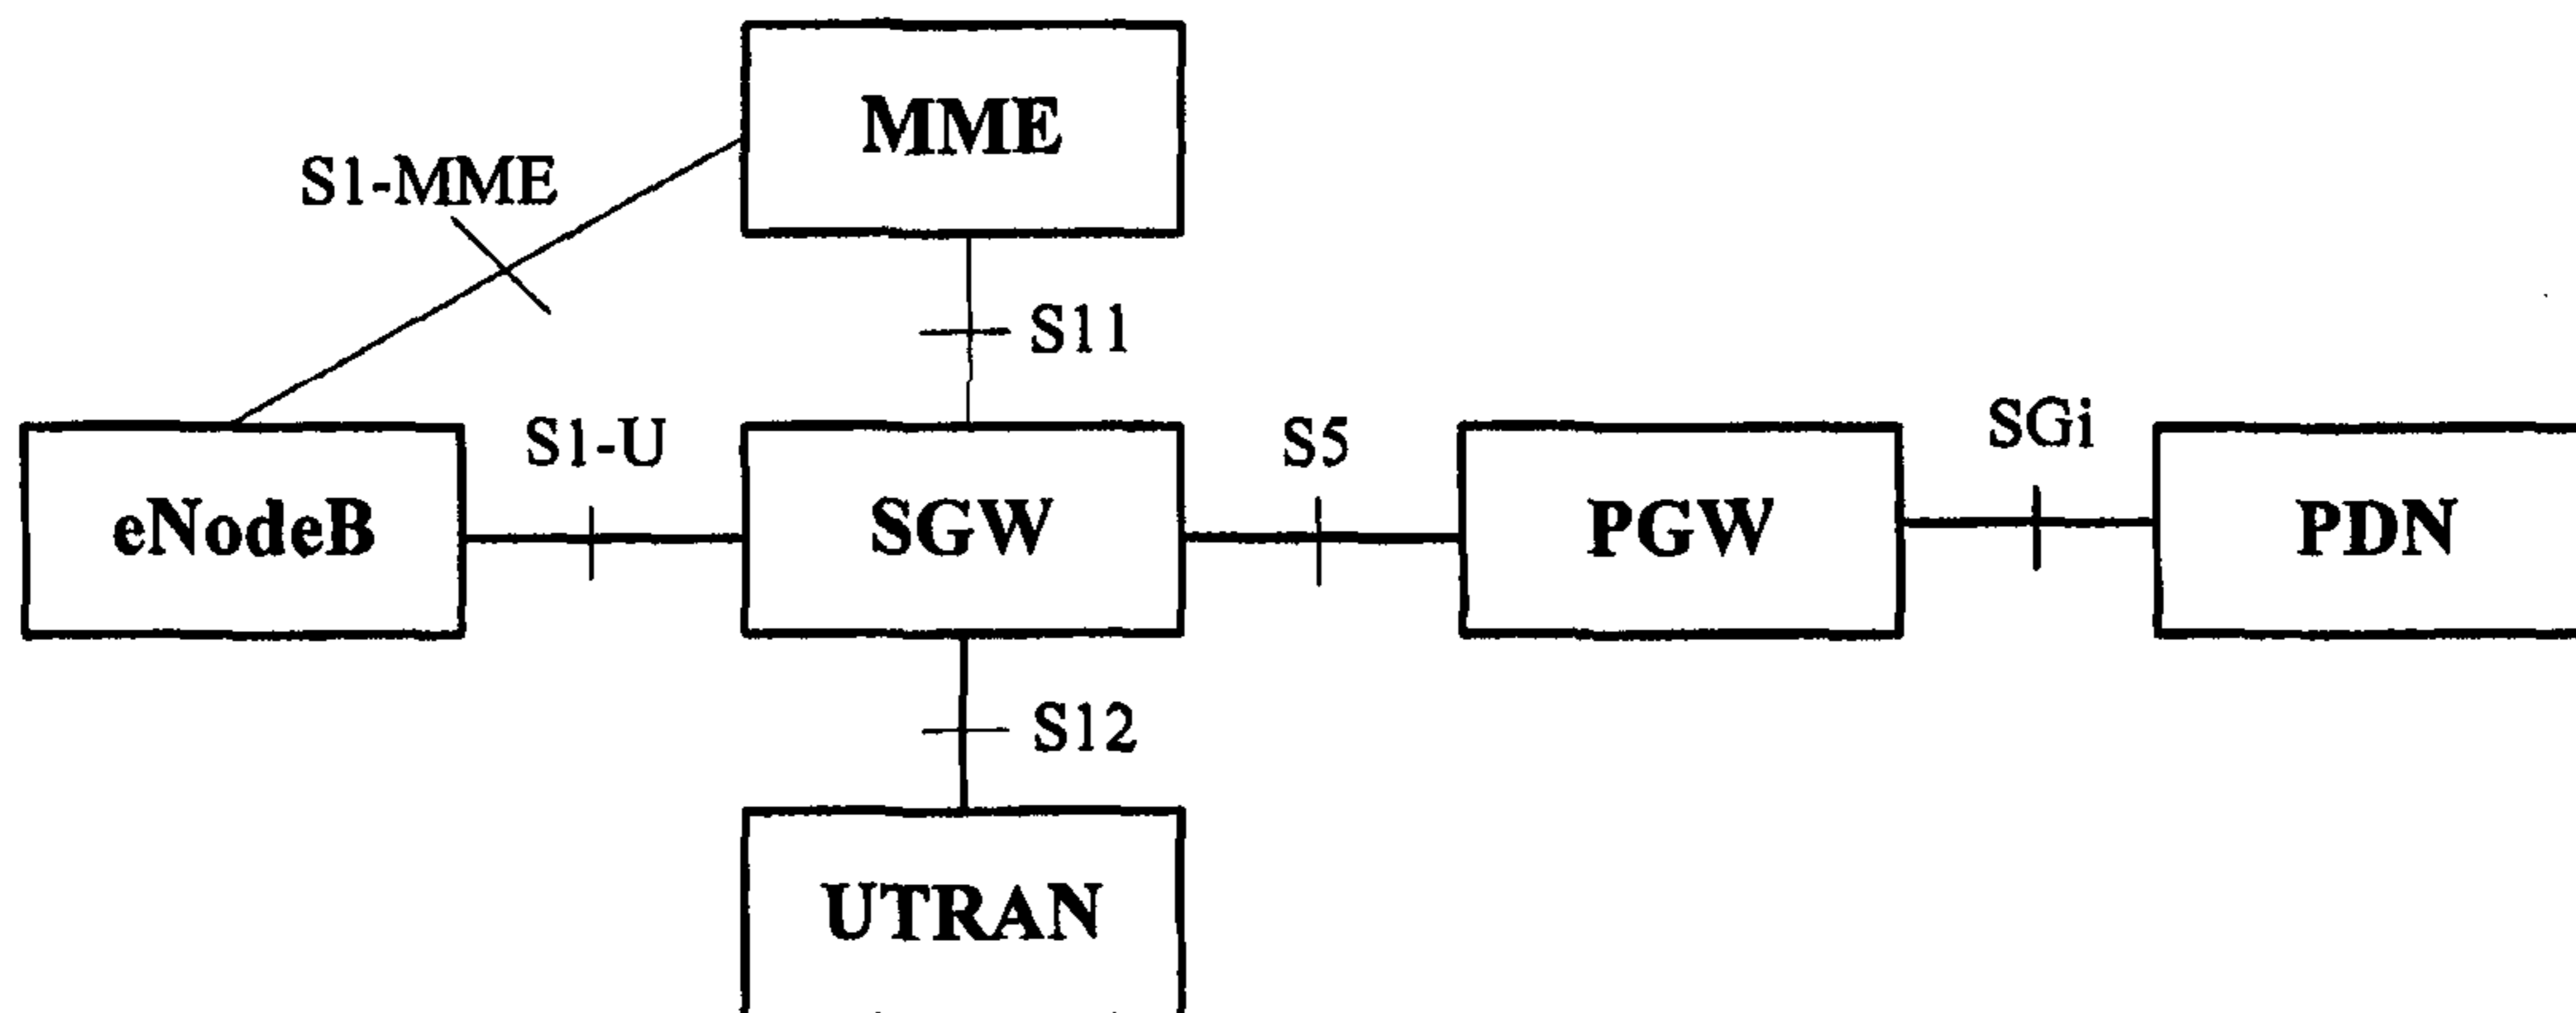 MME
S1-MME
S11
S1-U
S5
SGi
eNodeB
SGW
PGW
PDN
S12
UTRAN